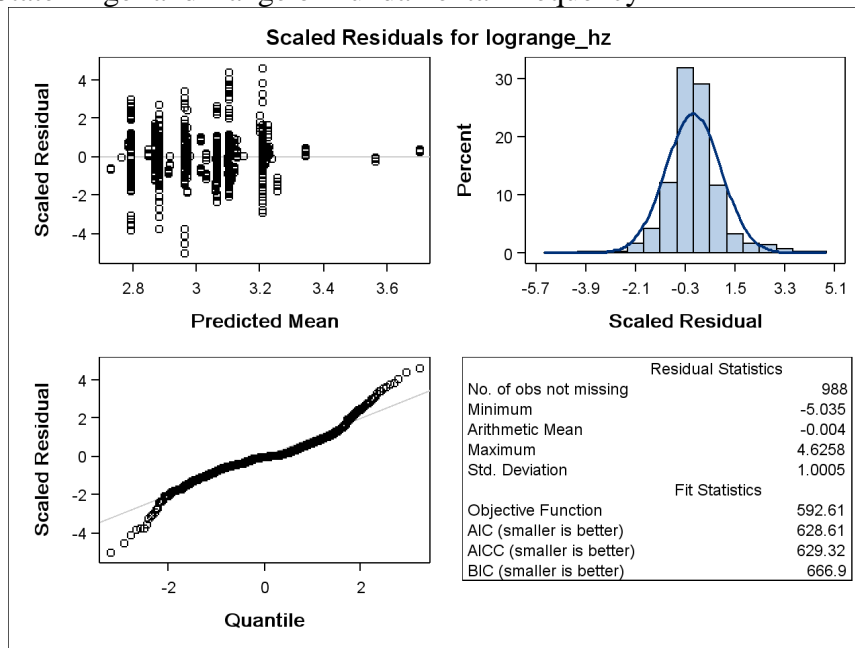 Scaled Residuals for logrange_hz
Scaled Residual
4
2
0
-2
-4
2.8 3 3.2 3.4 3.6
Predicted Mean
Percent
30
20
10
0
-5.7 -3.9 -2.1 -0.3 1.5 3.3 5.1
Scaled Residual
Scaled Residual
4
2
0
-2
-4
-2 0 2
Quantile
Residual Statistics
No. of obs not missing 988
Minimum -5.035
Arithmetic Mean -0.004
Maximum 4.6258
Std. Deviation 1.0005
Fit Statistics
Objective Function 592.61
AIC (smaller is better) 628.61
AICC (smaller is better) 629.32
BIC (smaller is better) 666.9